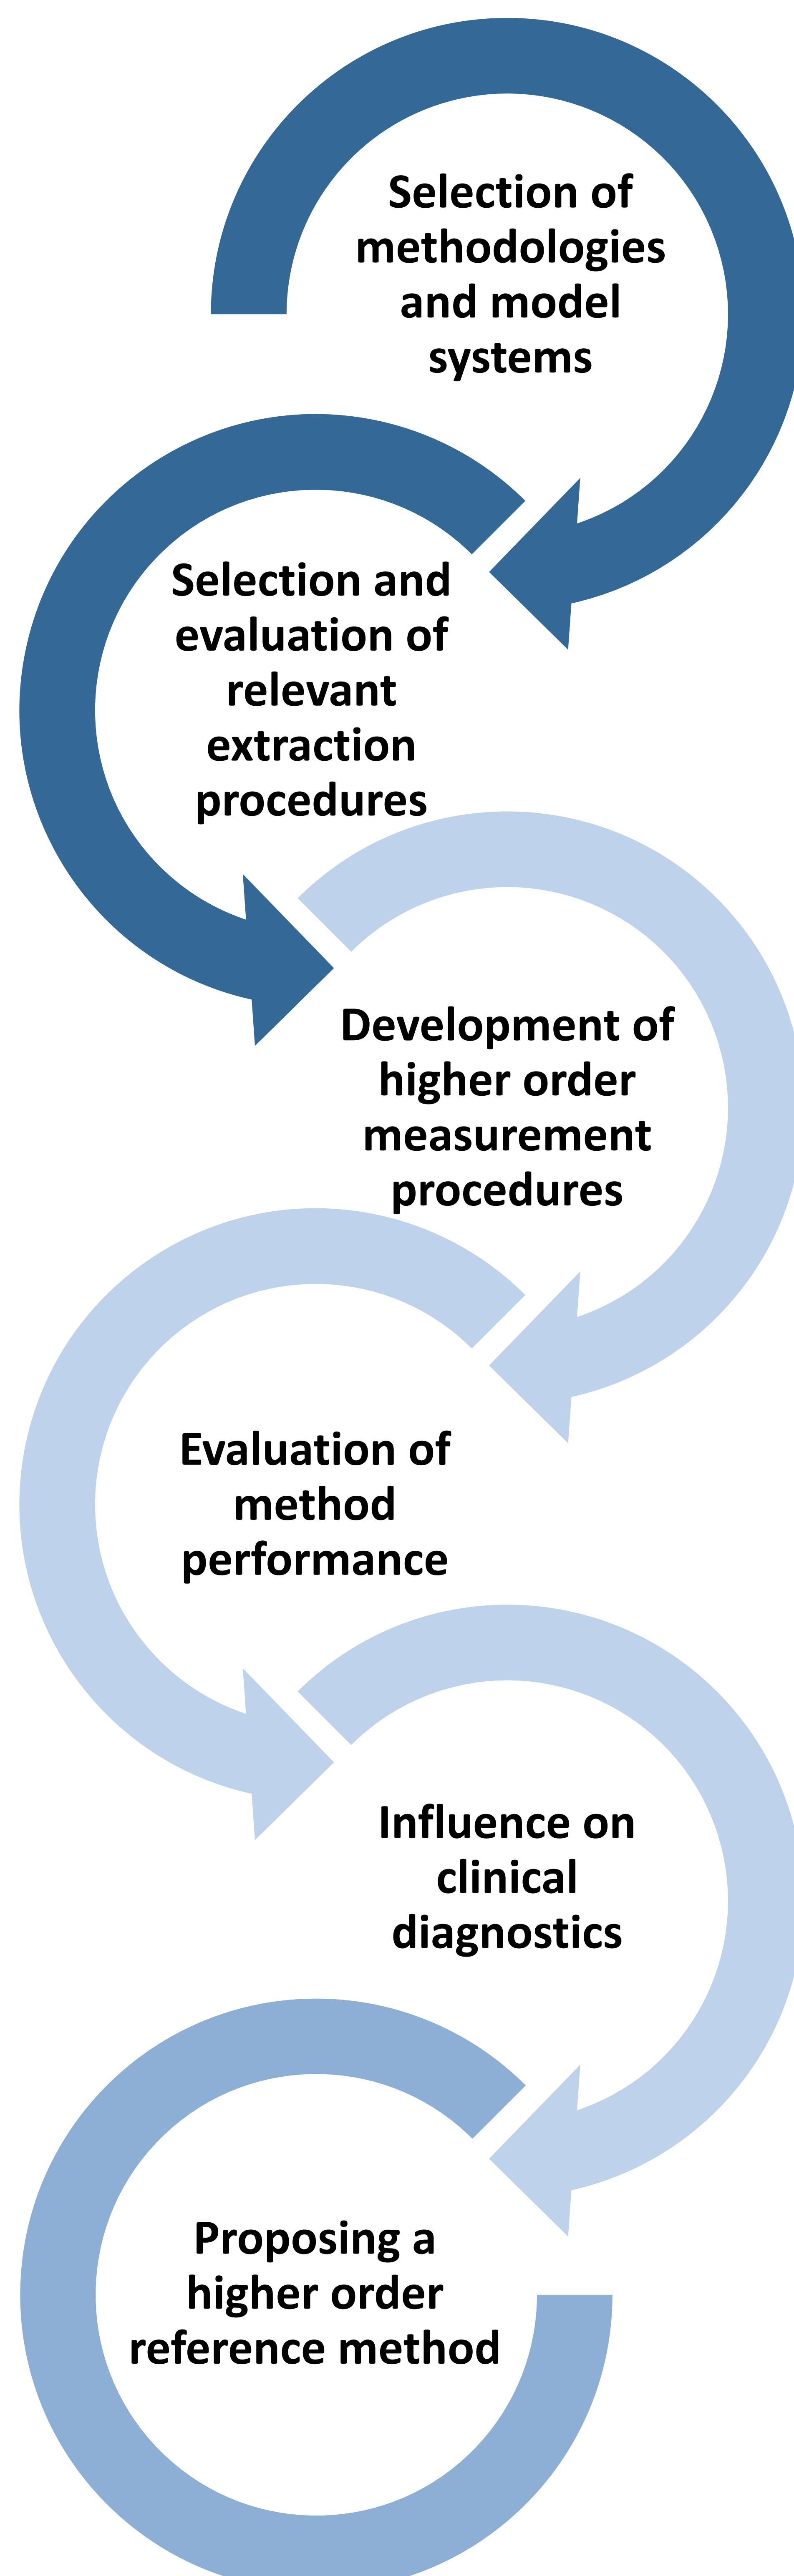 Selection of
methodologies
and model
systems
Selection and
evaluation of
relevant
extraction
procedures
Development of
higher order
measurement
procedures
Evaluation of
method
performance
Influence on
clinical
diagnostics
Proposing a
higher order
reference method